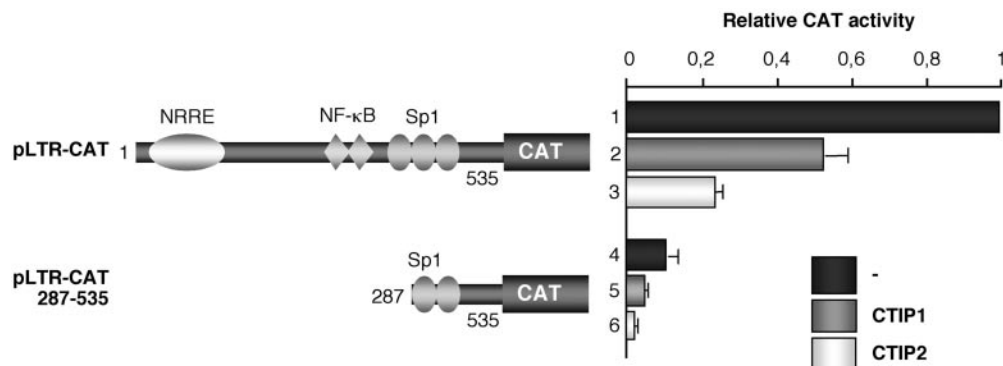 Relative CAT activity
0 0,2 0,4 0,6 0,8 1
NRRE NF-κB Sp1
pLTR-CAT 1 CAT
535
1
2
3
Sp1
pLTR-CAT
287-535
287 CAT
535
4
5
6
-
CTIP1
CTIP2